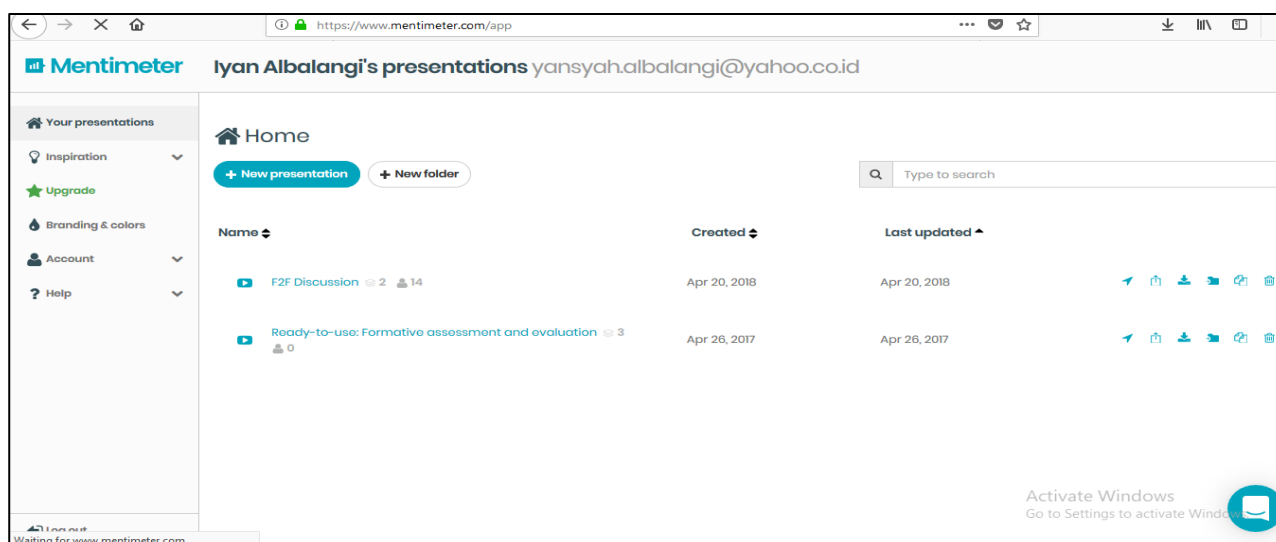 https://www.mentimeter.com/app
Mentimeter
Iyan Albalangi's presentations yansyah.albalangi@yahoo.co.id
Your presentations
Inspiration
Upgrade
Branding & colors
Account
Help
Home
+ New presentation
+ New folder
Type to search
Name Created Last updated
F2F Discussion 2 14 Apr 20, 2018 Apr 20, 2018
Ready-to-use: Formative assessment and evaluation 3
0 Apr 26, 2017 Apr 26, 2017
Activate Windows
Go to Settings to activate Windows
Log out
Waiting for www.mentimeter.com